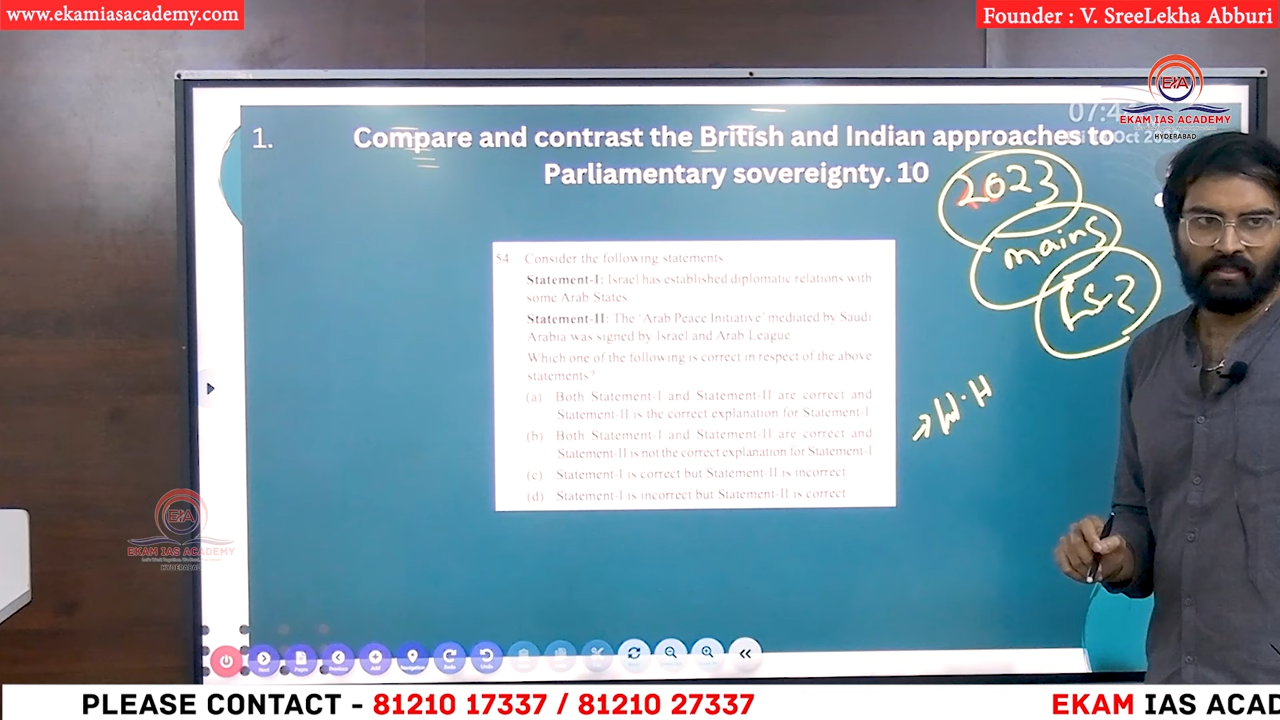 www.ekamiasacademy.com
Founder : V. SreeLekha Abburi
EKAM IAS ACADEMY
HYDERABAD
1. Compare and contrast the British and Indian approaches to
Parliamentary sovereignty. 10
2023
mains
54 Consider the following statements
Statement-I: Israel has established diplomatic relations with
some Arab States
Statement-II: The 'Arab Peace Initiative' mediated by Saudi
Arabia was signed by Israel and Arab League
Which one of the following is correct in respect of the above
statements?
(a) Both Statement-I and Statement-II are correct and
Statement-II is the correct explanation for Statement-I
(b) Both Statement-I and Statement-II are correct and
Statement-II is not the correct explanation for Statement-I
(c) Statement-I is correct but Statement-II is incorrect
(d) Statement-I is incorrect but Statement-II is correct
EKAM IAS ACADEMY
HYDERABAD
PLEASE CONTACT - 81210 17337 / 81210 27337
EKAM IAS